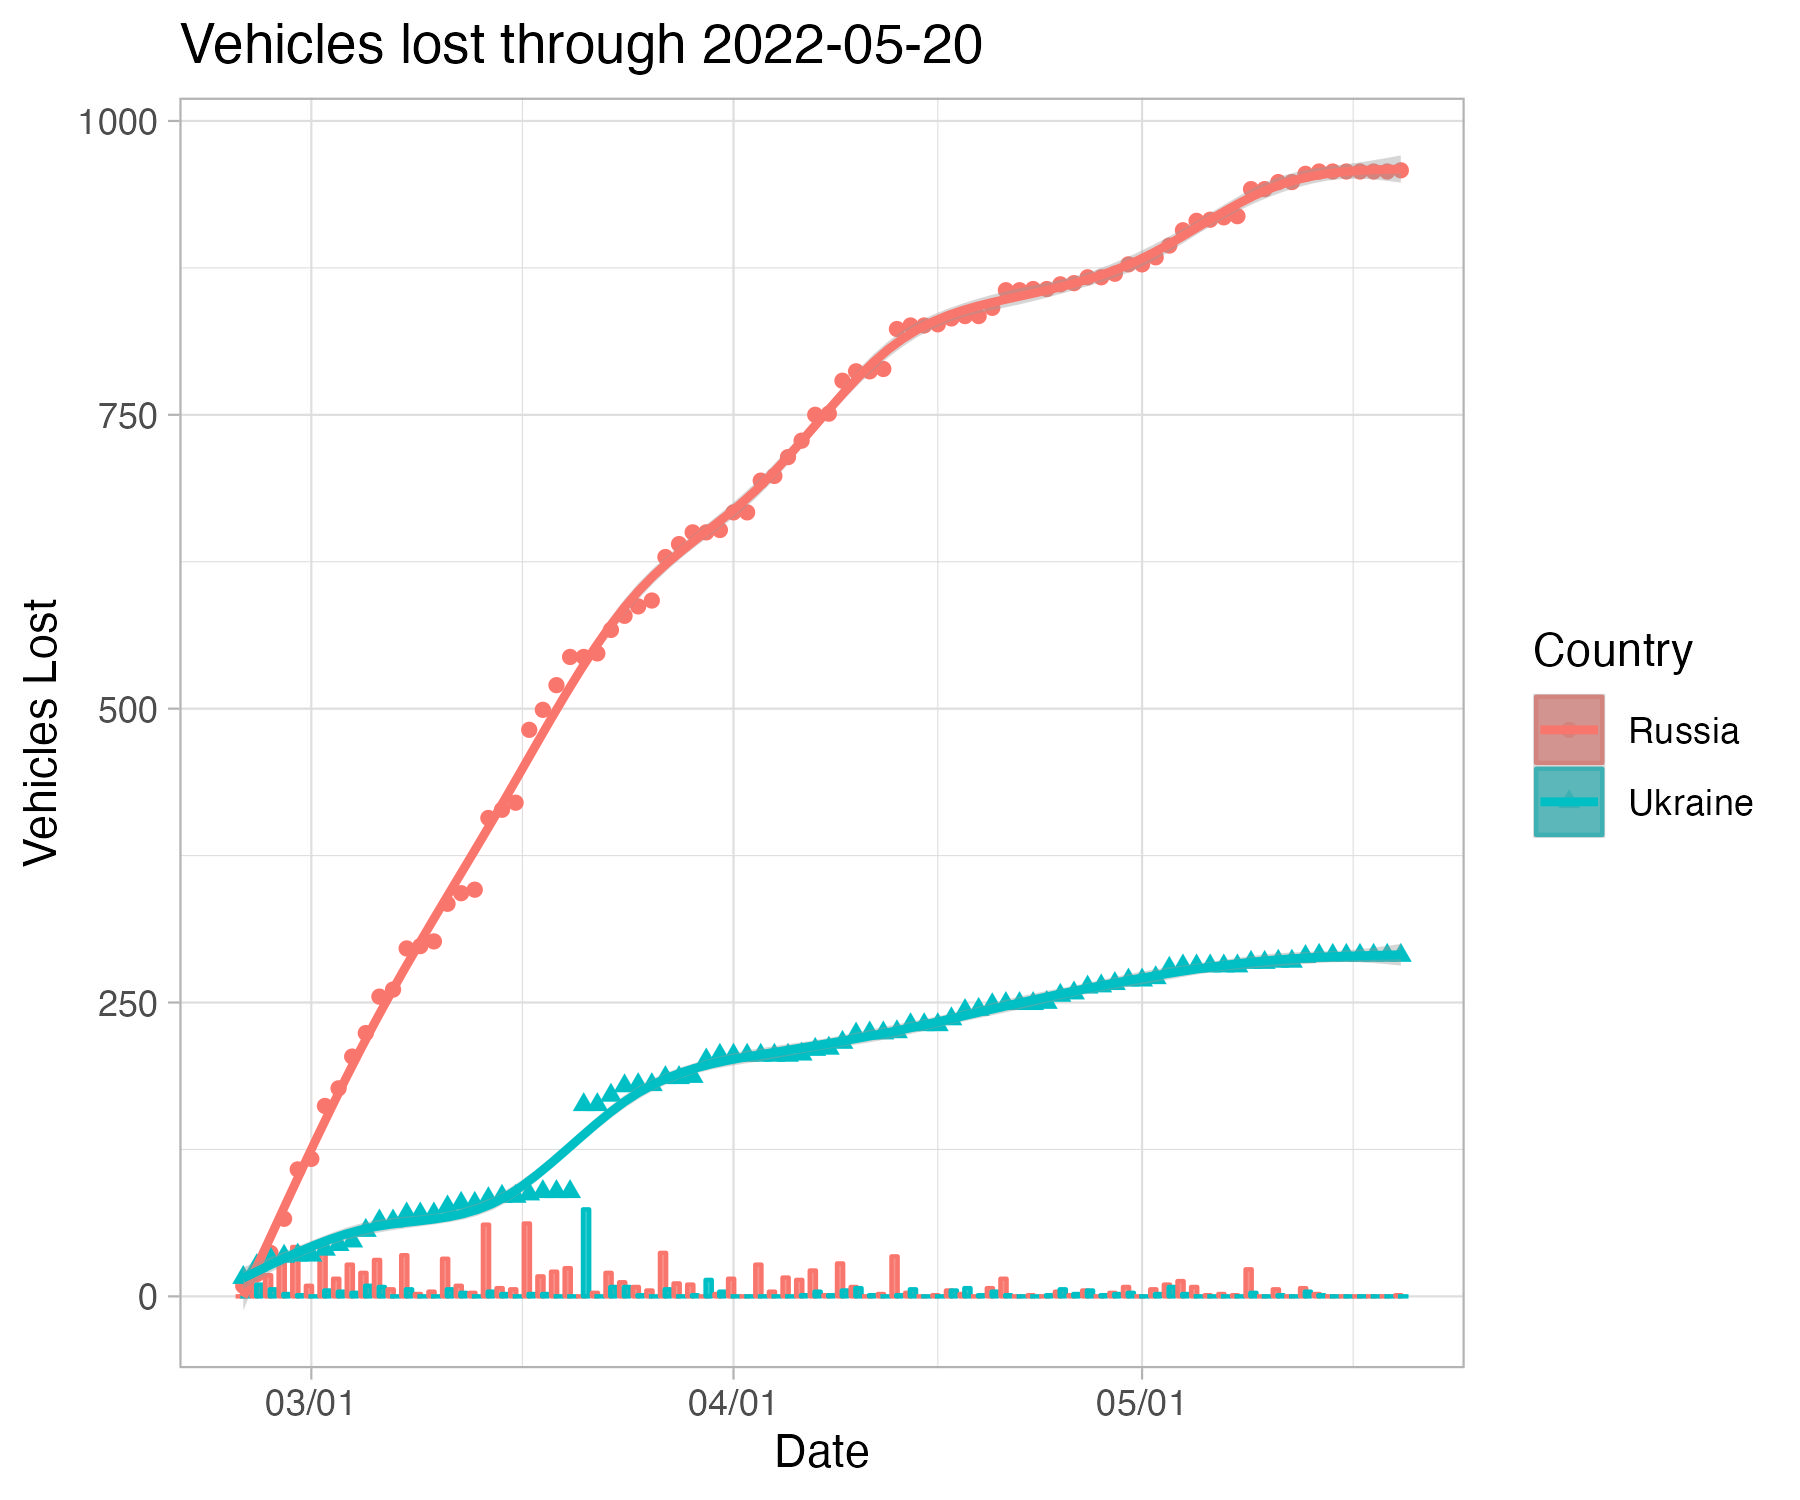 Vehicles lost through 2022-05-20
1000
750
500
250
0
Vehicles Lost
03/01
04/01
05/01
Date
Country
Russia
Ukraine